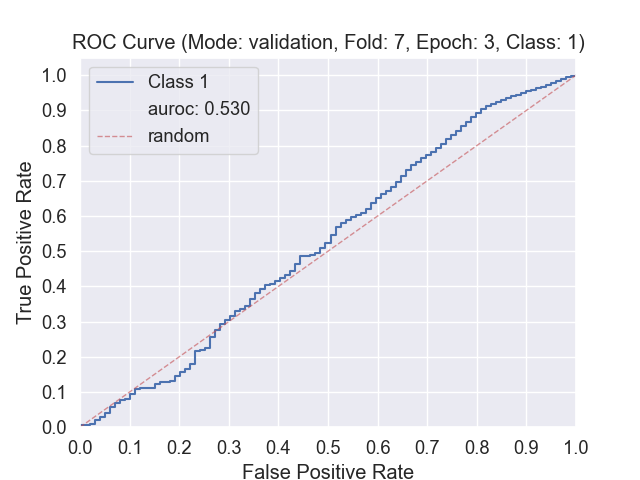 ROC Curve (Mode: validation, Fold: 7, Epoch: 3, Class: 1)
Class 1
auroc: 0.530
random
True Positive Rate
1.0
0.9
0.8
0.7
0.6
0.5
0.4
0.3
0.2
0.1
0.0
0.0 0.1 0.2 0.3 0.4 0.5 0.6 0.7 0.8 0.9 1.0
False Positive Rate